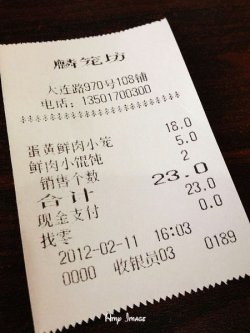 麟笼坊
大连路970号108铺
电话：13501700300
蛋黄鲜肉小笼 18.0
鲜肉小馄饨 5.0
销售个数 2
合计 23.0
现金支付 23.0
找零 0.0
2012-02-11 16:03
0000 收银员03 0189
Hmy Image